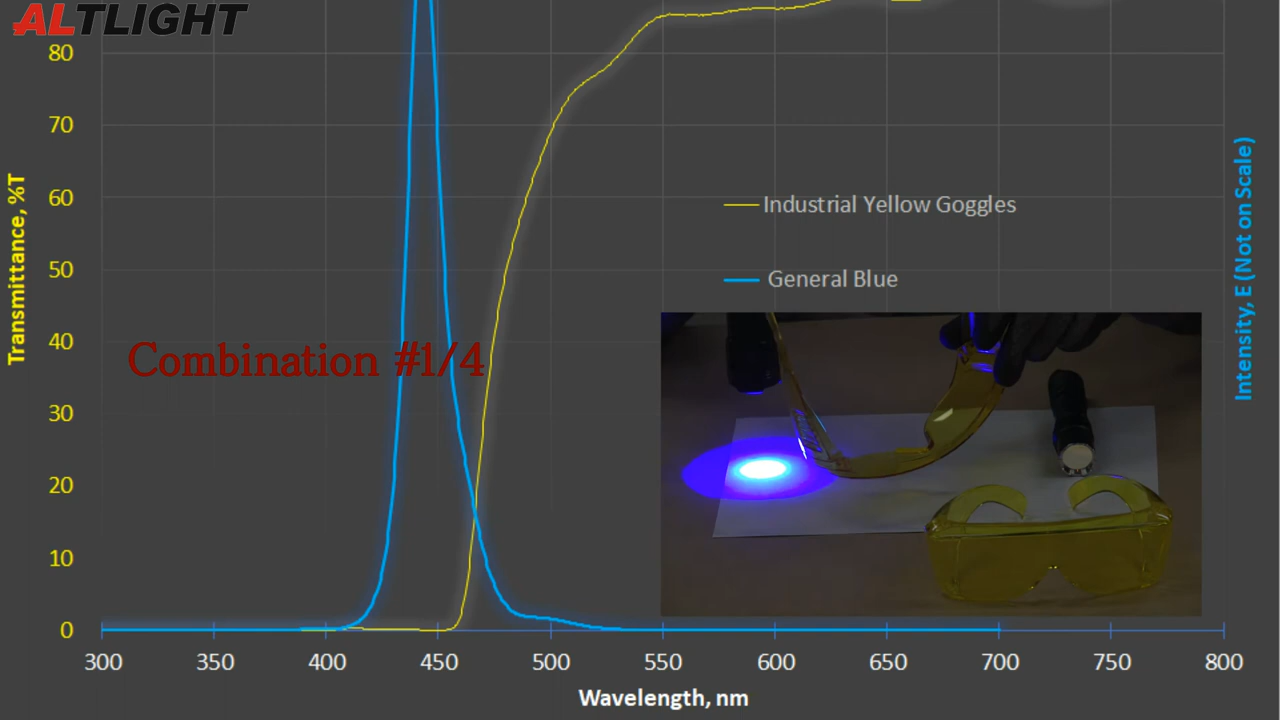 ALTLIGHT
80
70
60
50
40
30
20
10
0
Transmittance, %T
Intensity, E (Not on Scale)
Industrial Yellow Goggles
General Blue
Combination #1/4
300 350 400 450 500 550 600 650 700 750 800
Wavelength, nm